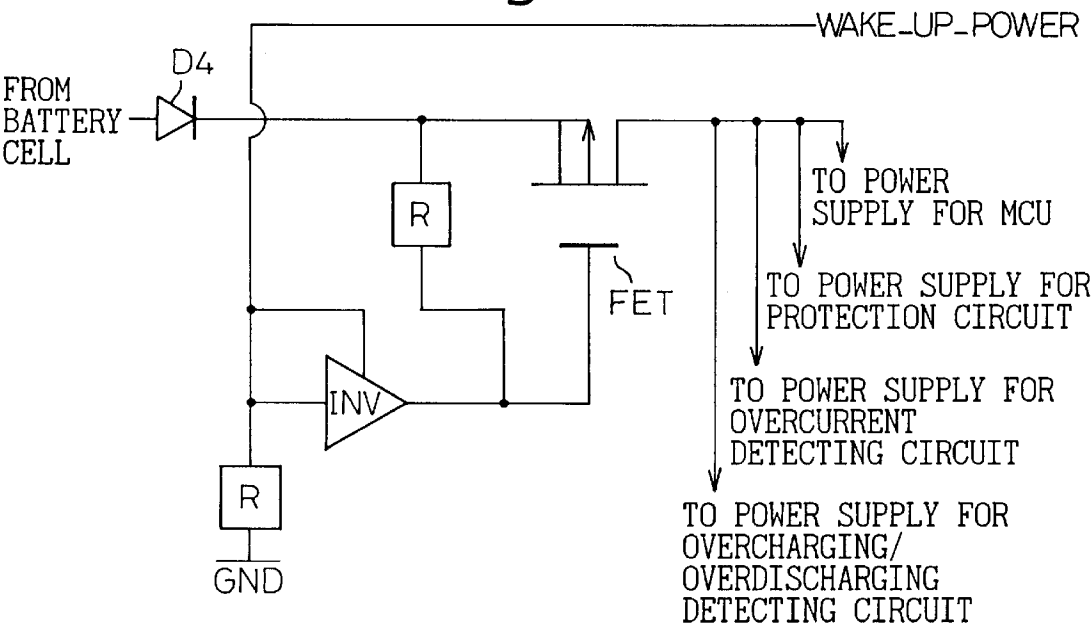 WAKE_UP_POWER
D4
FROM
BATTERY
CELL
R
FET
TO POWER
SUPPLY FOR MCU
TO POWER SUPPLY FOR
PROTECTION CIRCUIT
INV
TO POWER SUPPLY FOR
OVERCURRENT
DETECTING CIRCUIT
R
GND
TO POWER SUPPLY FOR
OVERCHARGING/
OVERDISCHARGING
DETECTING CIRCUIT